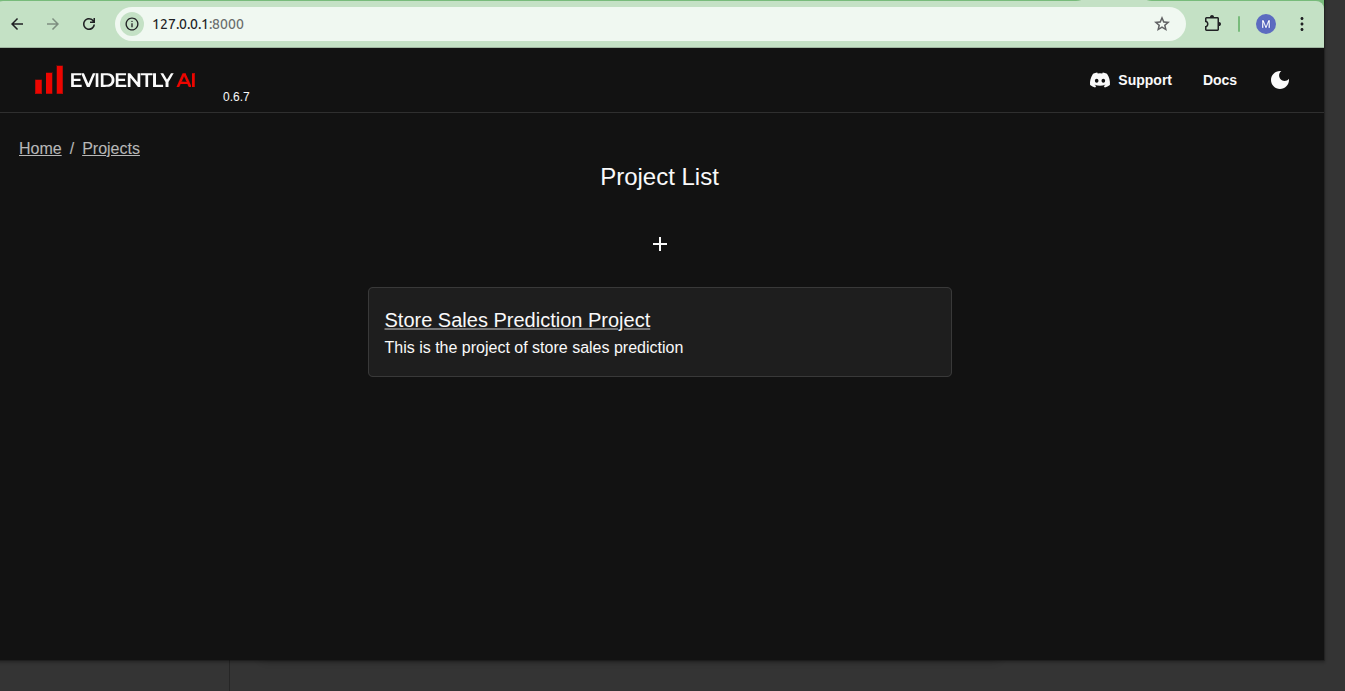 127.0.0.1:8000
M
EVIDENTLY AI
0.6.7
Support
Docs
Home / Projects
Project List
+
Store Sales Prediction Project
This is the project of store sales prediction